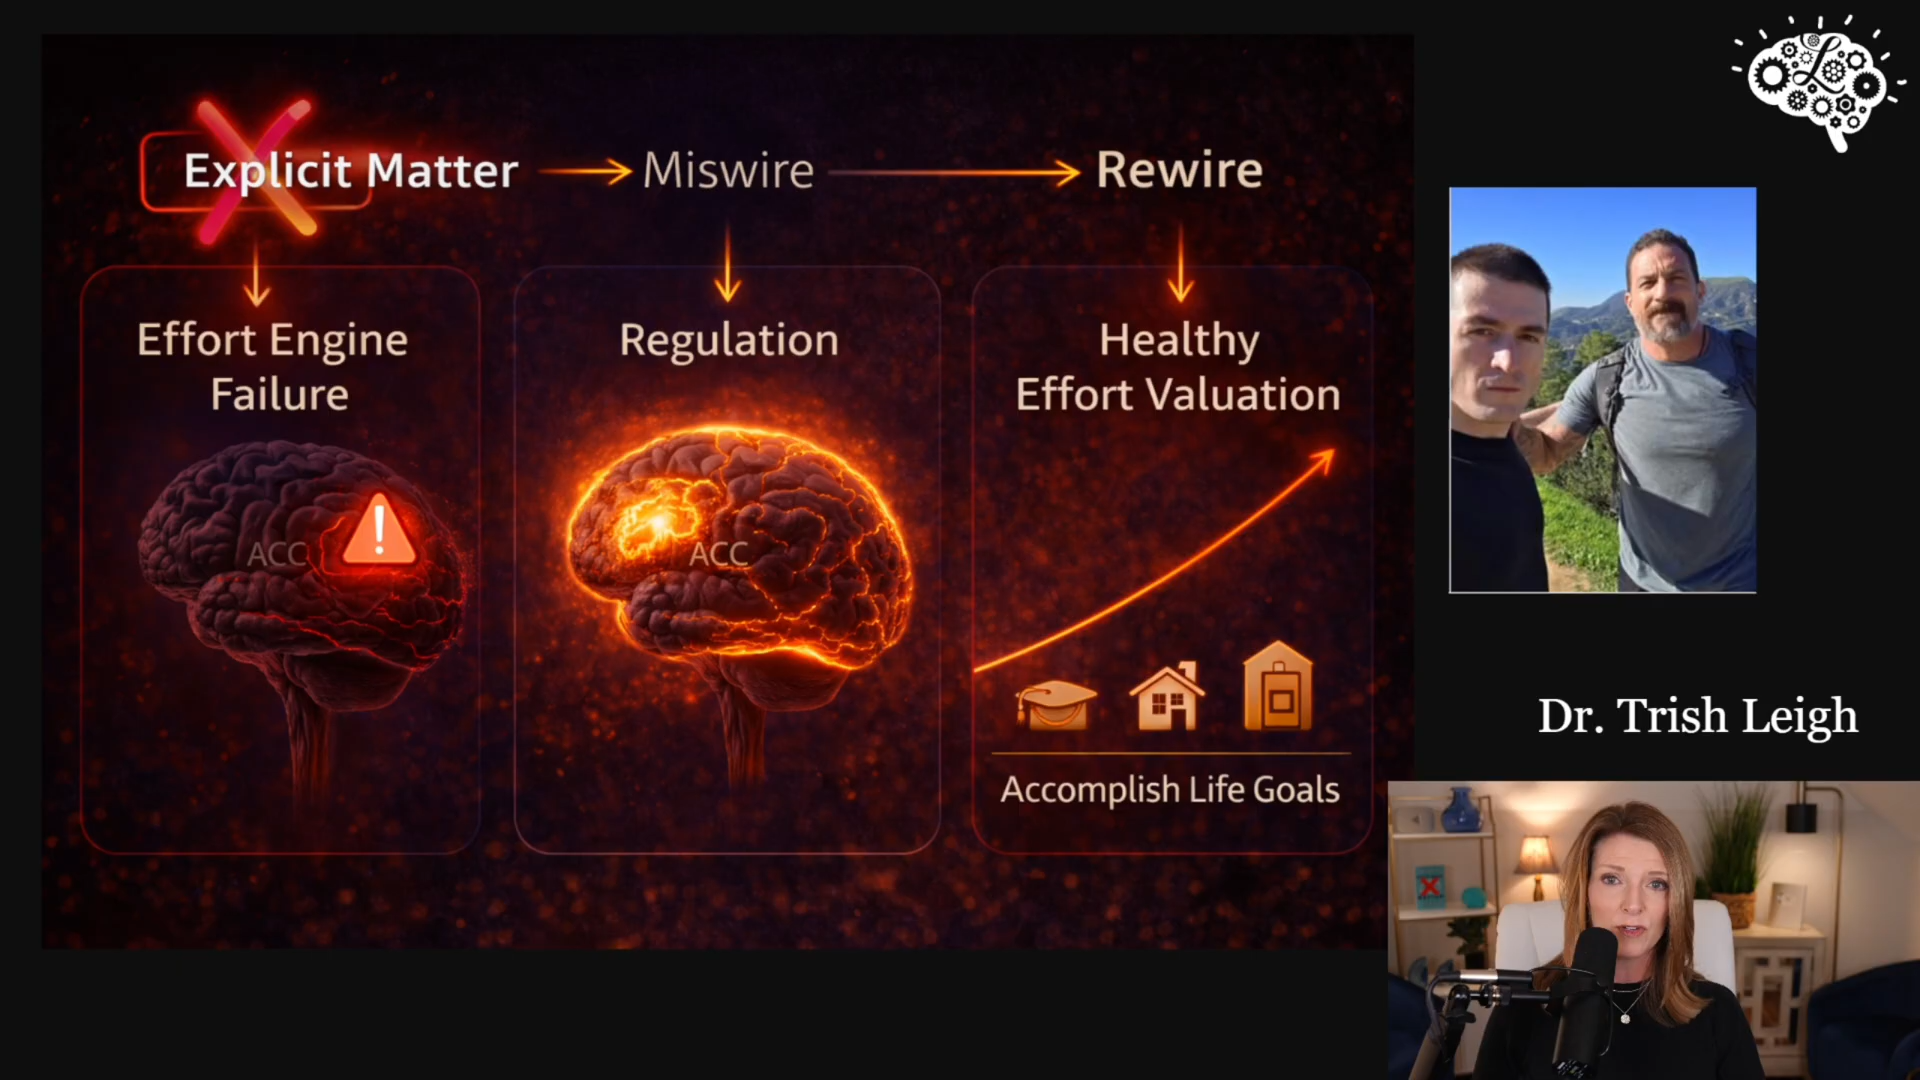 Explicit Matter
Miswire
Rewire
Effort Engine
Failure
Regulation
Healthy
Effort Valuation
ACC
ACC
Accomplish Life Goals
Dr. Trish Leigh